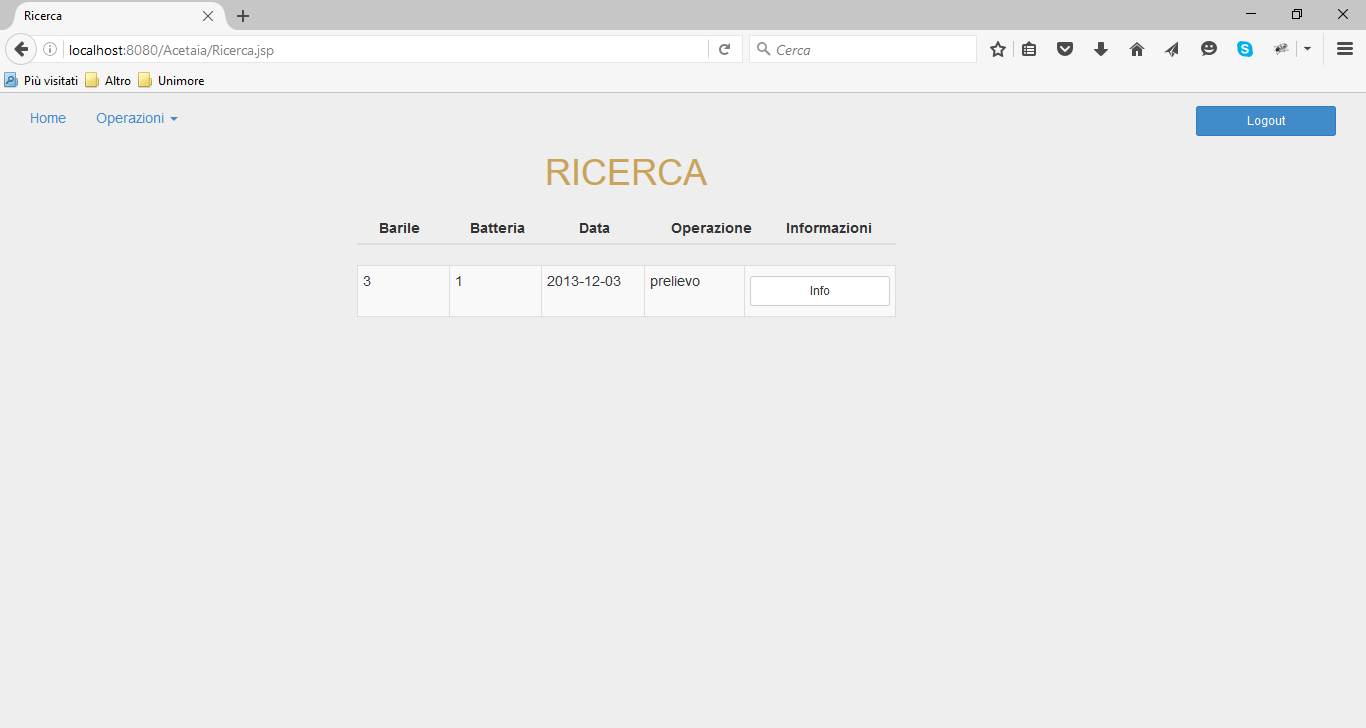 Ricerca
localhost:8080/Acetaia/Ricerca.jsp
Cerca
Più visitati Altro Unimore
Home Operazioni Logout
RICERCA
Barile Batteria Data Operazione Informazioni
3 1 2013-12-03 prelievo Info